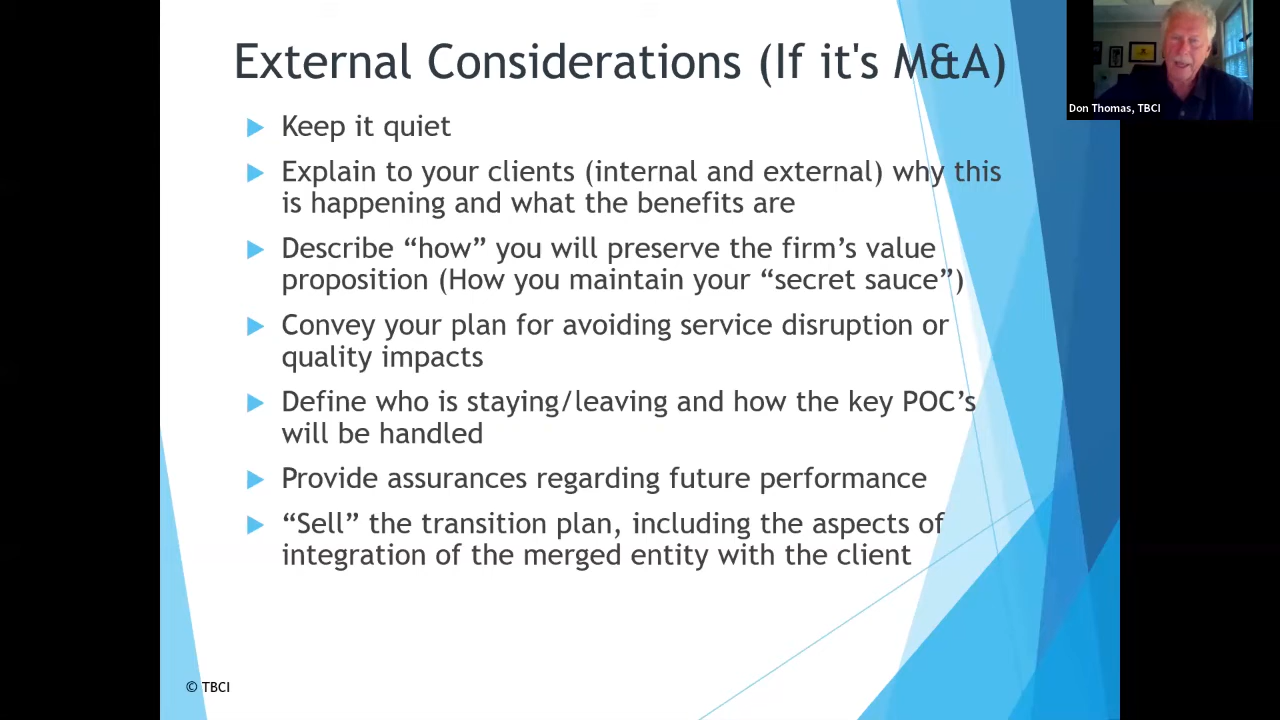 External Considerations (If it's M&A)
Keep it quiet
Explain to your clients (internal and external) why this
is happening and what the benefits are
Describe “how” you will preserve the firm’s value
proposition (How you maintain your “secret sauce”)
Convey your plan for avoiding service disruption or
quality impacts
Define who is staying/leaving and how the key POC’s
will be handled
Provide assurances regarding future performance
“Sell” the transition plan, including the aspects of
integration of the merged entity with the client
© TBCI
Don Thomas, TBCI